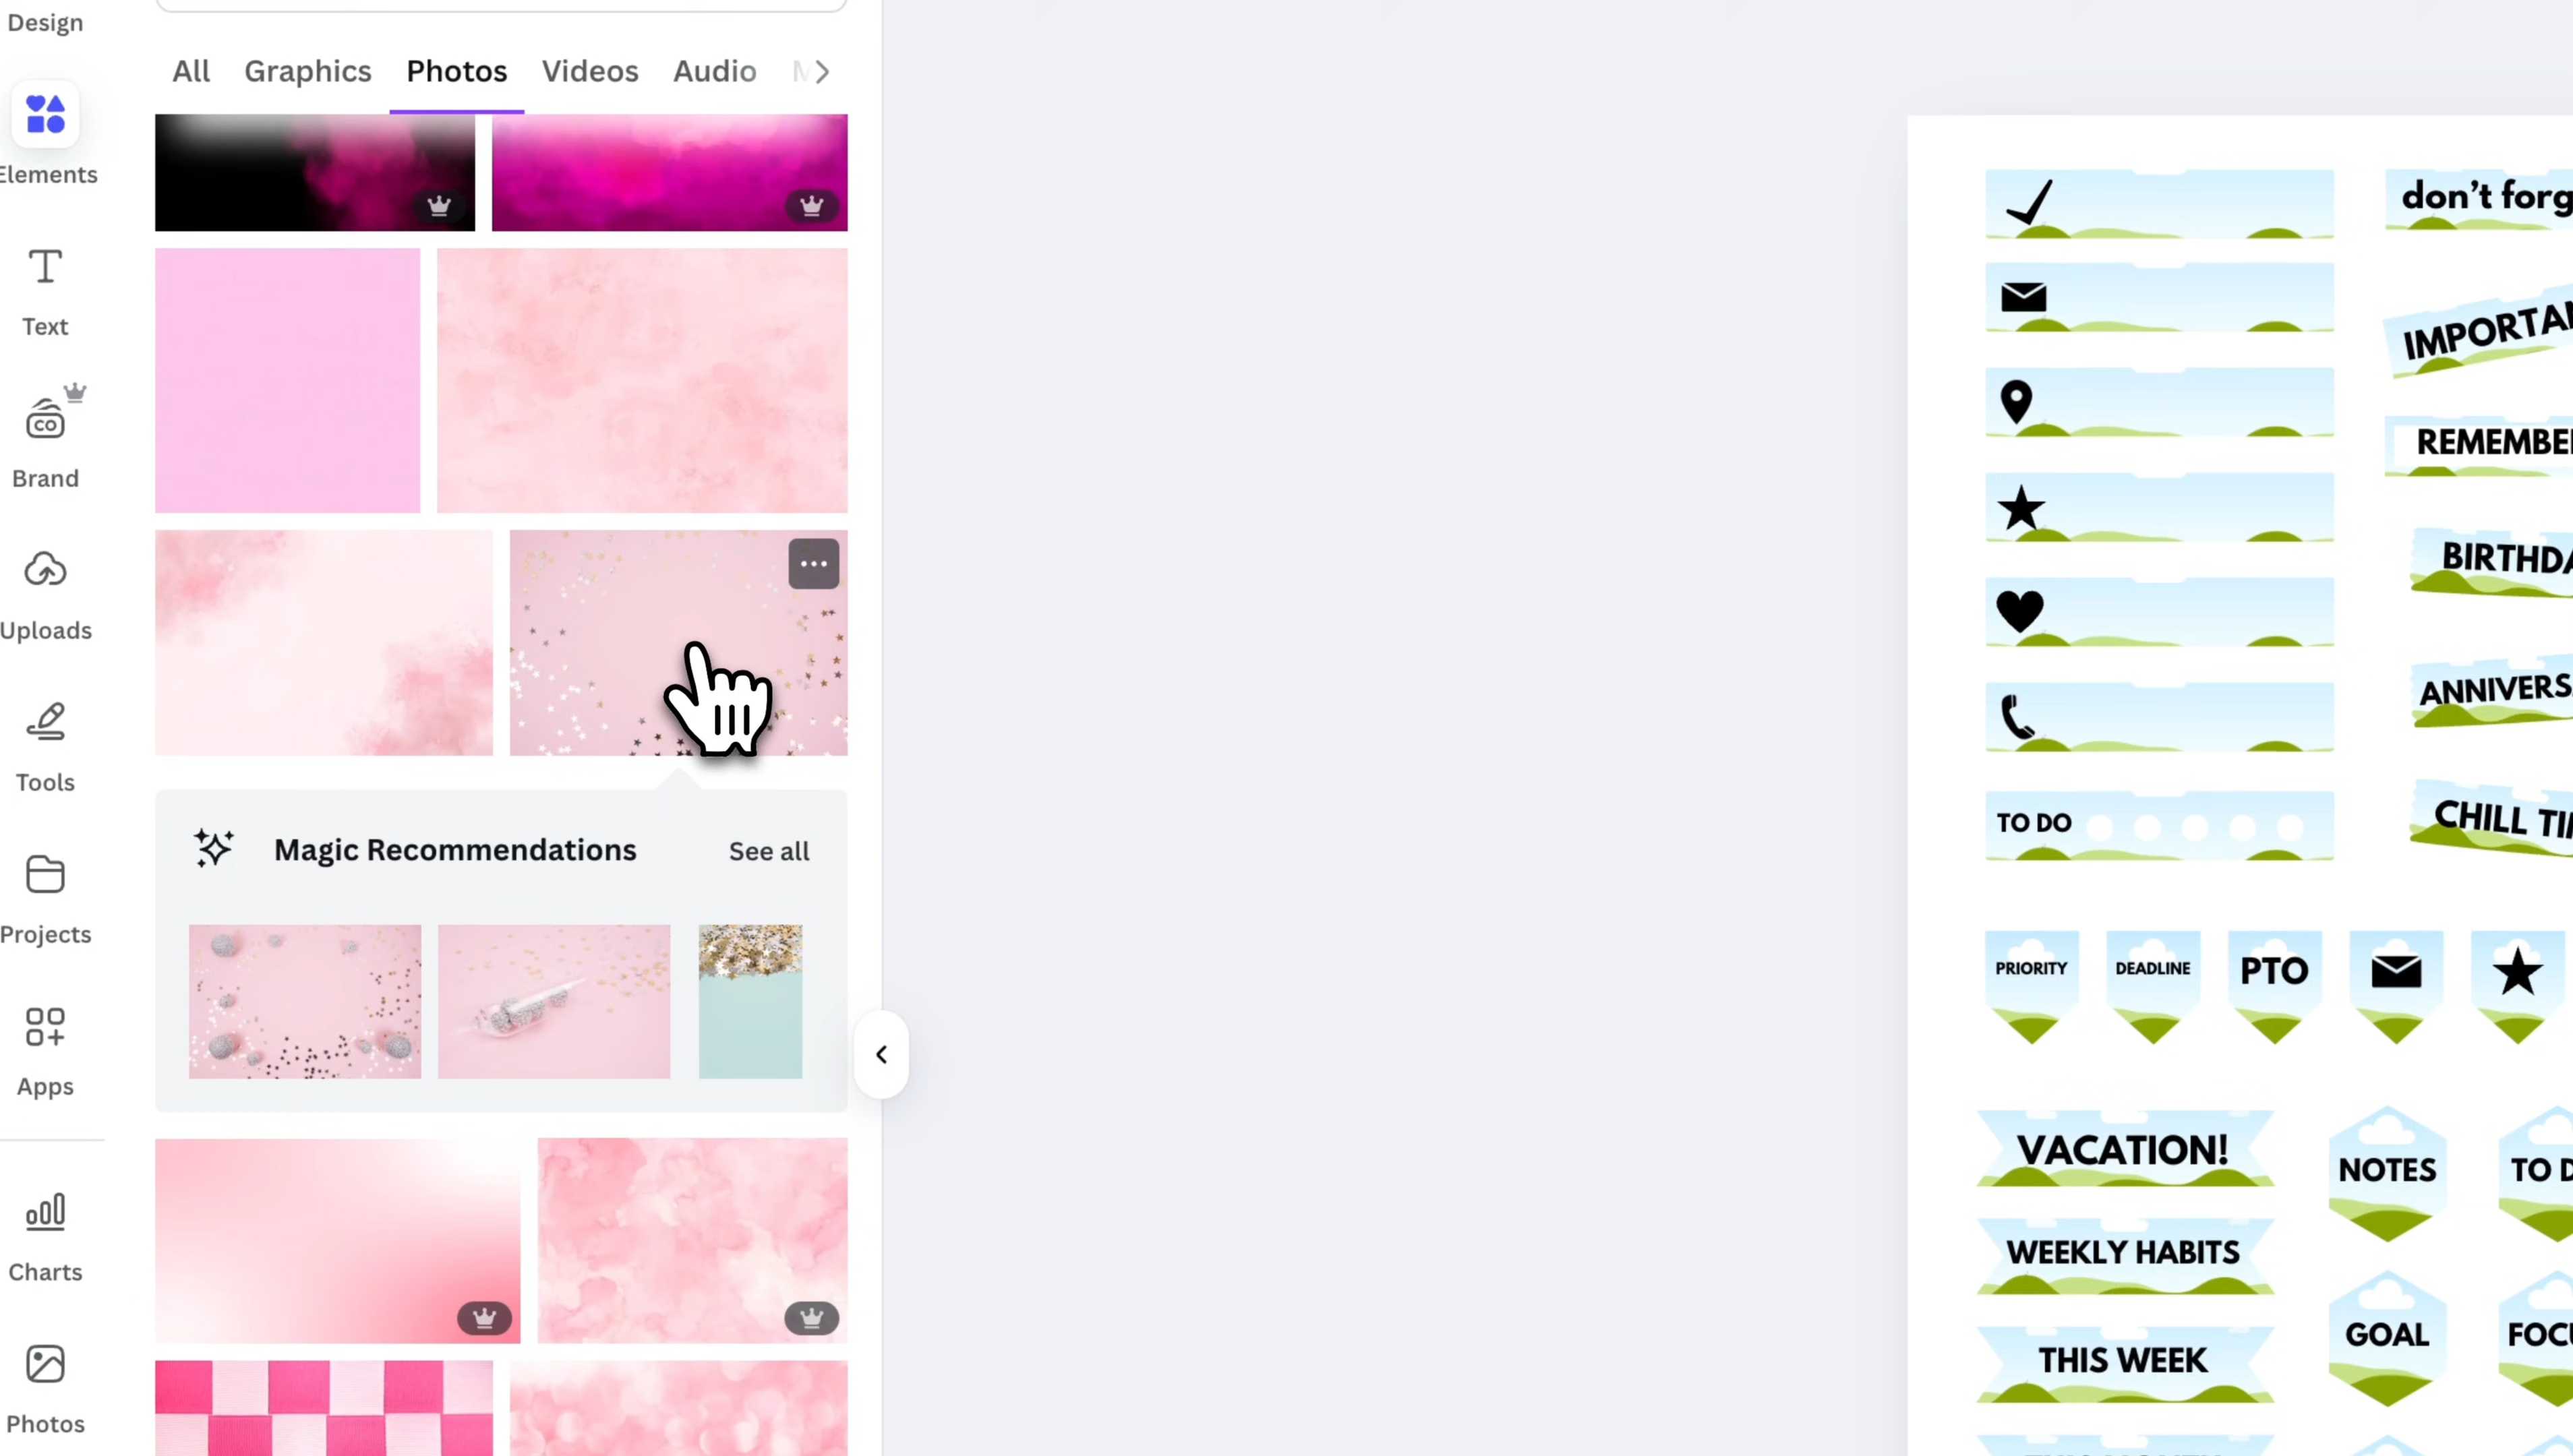 Design
Elements
Text
CO
Brand
Uploads
Tools
Projects
Apps
Charts
Photos
All Graphics Photos Videos Audio
Magic Recommendations See all
don't forg
IMPORTAN
REMEMBE
BIRTHDA
ANNIVERS
TO DO
CHILL TI
PRIORITY DEADLINE PTO
VACATION!
NOTES TO D
WEEKLY HABITS
GOAL FOCU
THIS WEEK